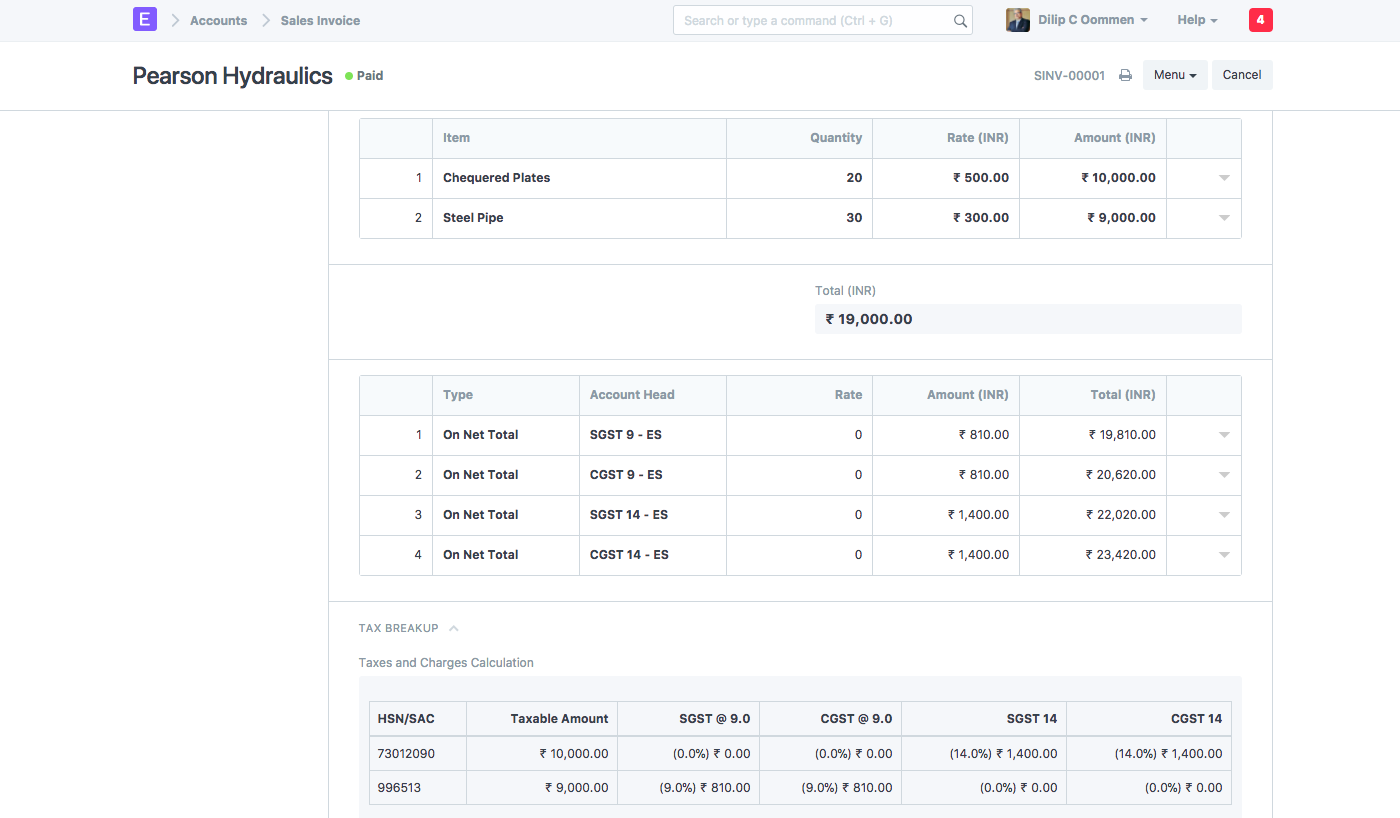 E Accounts Sales Invoice Search or type a command (Ctrl + G) Dilip C Oommen Help 4
Pearson Hydraulics Paid SINV-00001 Menu Cancel
Item Quantity Rate (INR) Amount (INR)
1 Chequered Plates 20 ₹ 500.00 ₹ 10,000.00
2 Steel Pipe 30 ₹ 300.00 ₹ 9,000.00
Total (INR)
₹ 19,000.00
Type Account Head Rate Amount (INR) Total (INR)
1 On Net Total SGST 9 - ES 0 ₹ 810.00 ₹ 19,810.00
2 On Net Total CGST 9 - ES 0 ₹ 810.00 ₹ 20,620.00
3 On Net Total SGST 14 - ES 0 ₹ 1,400.00 ₹ 22,020.00
4 On Net Total CGST 14 - ES 0 ₹ 1,400.00 ₹ 23,420.00
TAX BREAKUP
Taxes and Charges Calculation
HSN/SAC Taxable Amount SGST @ 9.0 CGST @ 9.0 SGST 14 CGST 14
73012090 ₹ 10,000.00 (0.0%) ₹ 0.00 (0.0%) ₹ 0.00 (14.0%) ₹ 1,400.00 (14.0%) ₹ 1,400.00
996513 ₹ 9,000.00 (9.0%) ₹ 810.00 (9.0%) ₹ 810.00 (0.0%) ₹ 0.00 (0.0%) ₹ 0.00